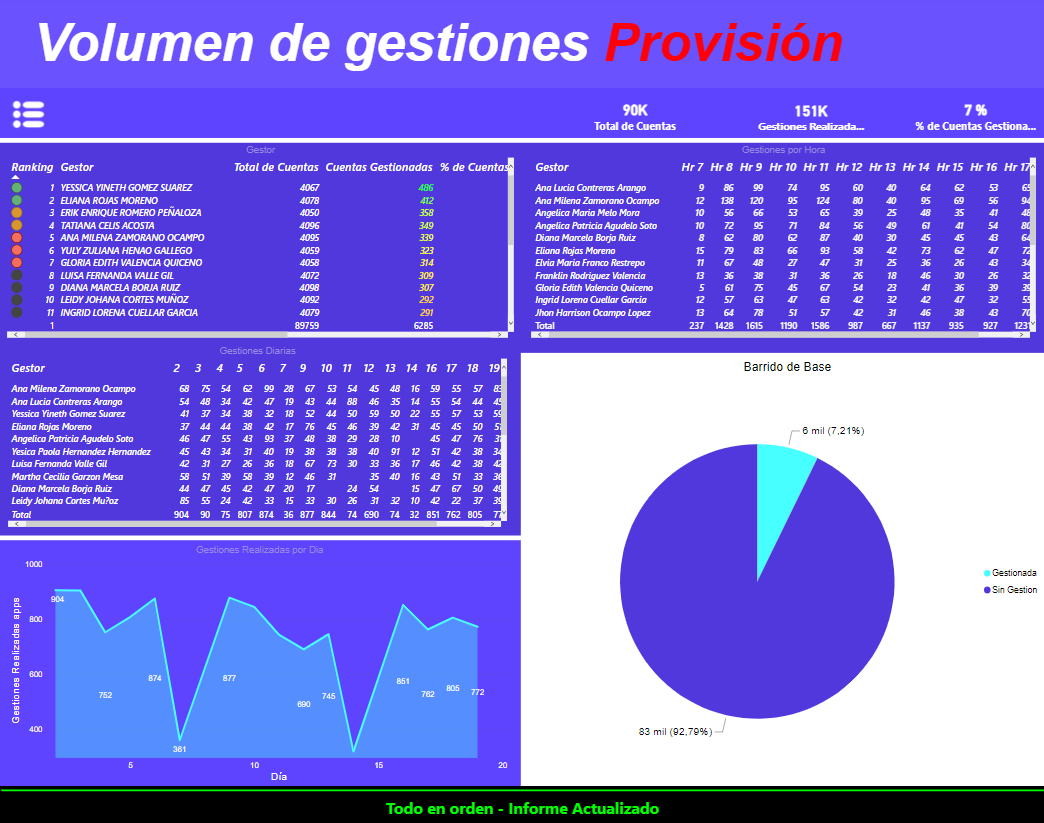 Volumen de gestiones Provisión
90K 151K 7 %
Total de Cuentas Gestiones Realizada... % de Cuentas Gestiona...
Gestor
Ranking Gestor Total de Cuentas Cuentas Gestionadas % de Cuentas
1 YESSICA YINETH GOMEZ SUAREZ 4067 486
2 ELIANA ROJAS MORENO 4078 412
3 ERIK ENRIQUE ROMERO PEÑALOZA 4050 358
4 TATIANA CELIS ACOSTA 4096 349
5 ANA MILENA ZAMORANO OCAMPO 4095 339
6 YULY ZULIANA HENAO GALLEGO 4059 323
7 GLORIA EDITH VALENCIA QUICENO 4058 314
8 LUISA FERNANDA VALLE GIL 4072 309
9 DIANA MARCELA BORJA RUIZ 4098 307
10 LEIDY JOHANA CORTES MUÑOZ 4092 292
11 INGRID LORENA CUELLAR GARCIA 4079 291
1 89759 6285
Gestiones por Hora
Gestor Hr 7 Hr 8 Hr 9 Hr 10 Hr 11 Hr 12 Hr 13 Hr 14 Hr 15 Hr 16 Hr 17
Ana Lucia Contreras Arango 9 86 99 74 95 60 40 64 62 53 65
Ana Milena Zamorano Ocampo 12 138 120 95 124 80 40 95 69 56 94
Angelica Maria Melo Mora 10 56 66 53 65 39 25 48 35 41 48
Angelica Patricia Agudelo Soto 10 72 95 71 84 56 49 61 41 54 80
Diana Marcela Borja Ruiz 8 62 80 62 87 40 30 45 45 43 64
Eliana Rojas Moreno 15 79 83 66 93 58 42 73 62 47 72
Elvia Maria Franco Restrepo 11 67 48 27 47 31 25 36 26 43 34
Franklin Rodriguez Valencia 13 36 38 31 36 26 18 46 30 26 32
Gloria Edith Valencia Quiceno 5 61 75 45 67 54 23 41 36 39 39
Ingrid Lorena Cuellar Garcia 12 57 63 47 63 42 32 42 47 32 55
Jhon Harrison Ocampo Lopez 13 64 78 51 57 42 31 46 38 43 70
Total 237 1428 1615 1190 1586 987 667 1137 935 927 1231
Gestiones Diarias
Gestor 2 3 4 5 6 7 9 10 11 12 13 14 16 17 18 19
Ana Milena Zamorano Ocampo 68 75 54 62 99 28 67 53 54 45 48 16 59 55 57 83
Ana Lucia Contreras Arango 54 48 34 42 47 19 43 44 88 46 35 14 55 54 44 45
Yessica Yineth Gomez Suarez 41 37 34 38 32 18 52 44 50 59 50 22 55 57 53 59
Eliana Rojas Moreno 37 44 44 38 42 17 76 45 46 39 42 31 45 45 50 51
Angelica Patricia Agudelo Soto 46 47 55 43 93 37 48 38 29 28 10 45 47 76
Yesica Paola Hernandez Hernandez 45 43 34 31 40 19 38 38 38 40 91 12 51 42 38 34
Luisa Fernanda Valle Gil 42 31 27 26 36 18 67 73 30 33 36 17 46 42 38 42
Martha Cecilia Garzon Mesa 58 51 39 58 39 12 46 31 35 40 16 43 51 33 36
Diana Marcela Borja Ruiz 44 47 45 42 47 20 17 24 54 15 47 67 50 49
Leidy Johana Cortes Mu?oz 85 55 24 42 33 15 33 30 26 31 32 10 42 22 37 39
Total 904 90 75 807 874 36 877 844 74 690 74 32 851 762 805 77
Gestiones Realizadas por Dia
Gestiones Realizadas apps
1000
800
600
400
904
752
874
361
877
690
745
851
762
805
772
5 10 15 20
Día
Barrido de Base
6 mil (7,21%)
83 mil (92,79%)
Gestionada
Sin Gestion
Todo en orden - Informe Actualizado